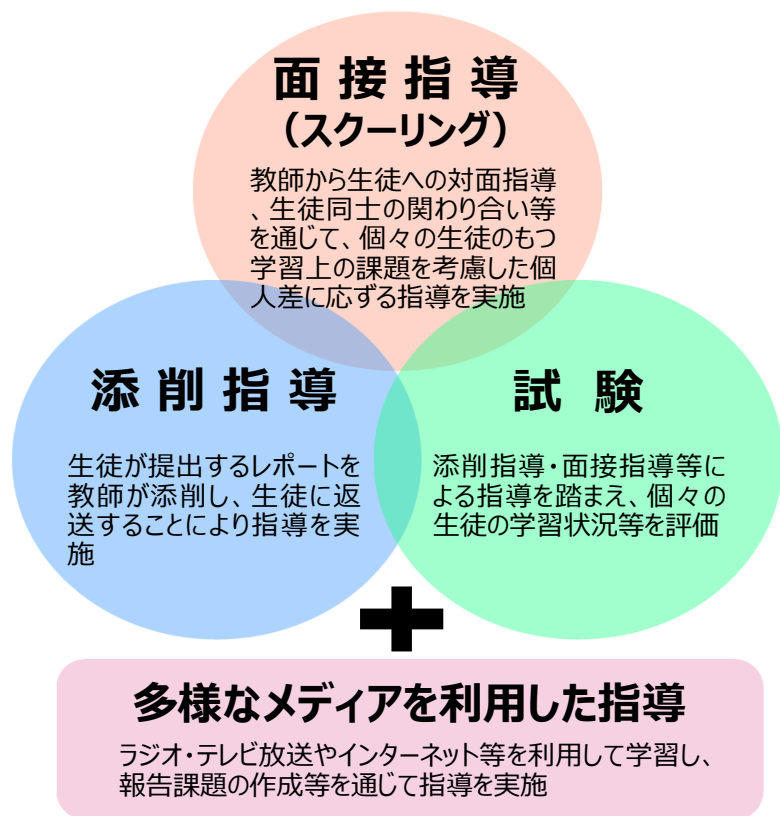 面接指導
（スクーリング）
教師から生徒への対面指導
、生徒同士の関わり合い等
を通じて、個々の生徒のもつ
学習上の課題を考慮した個
人差に応ずる指導を実施
添削指導
生徒が提出するレポートを
教師が添削し、生徒に返
送することにより指導を実
施
試験
添削指導・面接指導等に
よる指導を踏まえ、個々の
生徒の学習状況等を評価
多様なメディアを利用した指導
ラジオ・テレビ放送やインターネット等を利用して学習し、
報告課題の作成等を通じて指導を実施